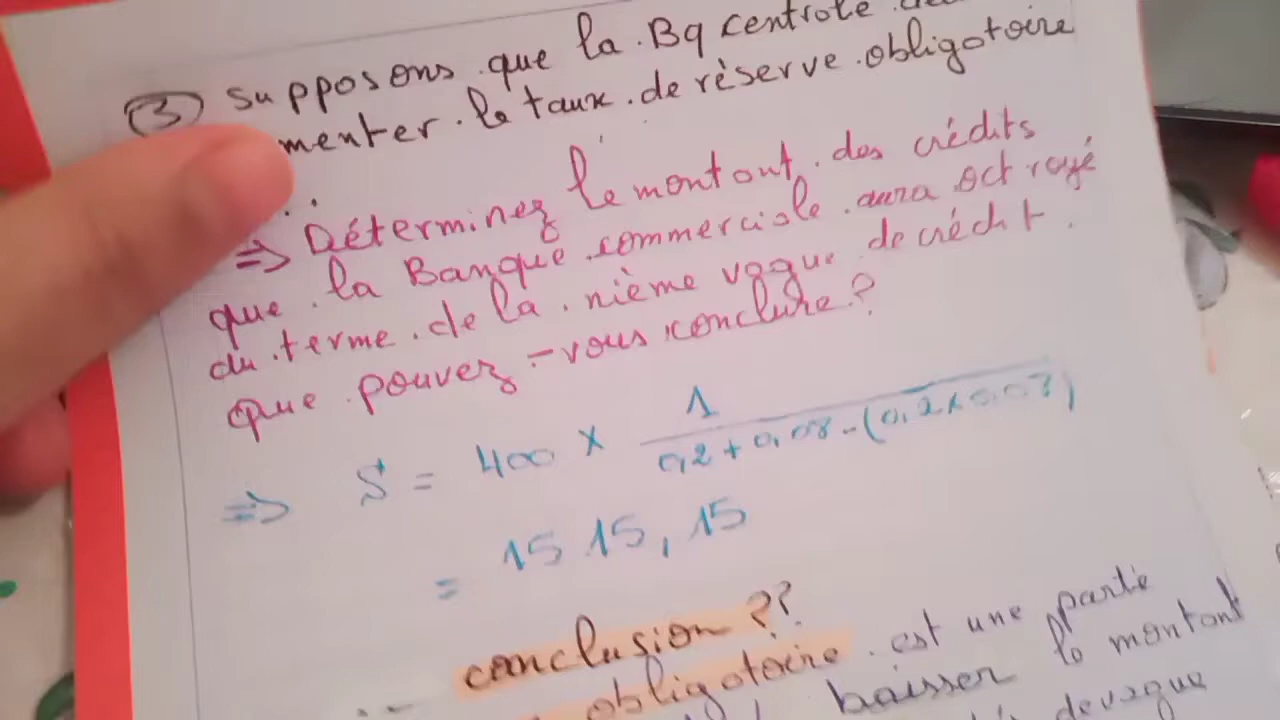 ③ supposons que la Bq centrale
menter le taux de réserve obligatoire
⇒ Déterminez le montant des crédits
que la Banque commerciale aura octroyé
du terme de la nième vague de crédit.
que pouvez-vous conclure?
⇒ S = 400 × 1 / 0,2 + 0,08 - (0,2 × 0,08)
= 15 15, 15
conclusion??
obligatoire est une partie
baisser le montant
de vague